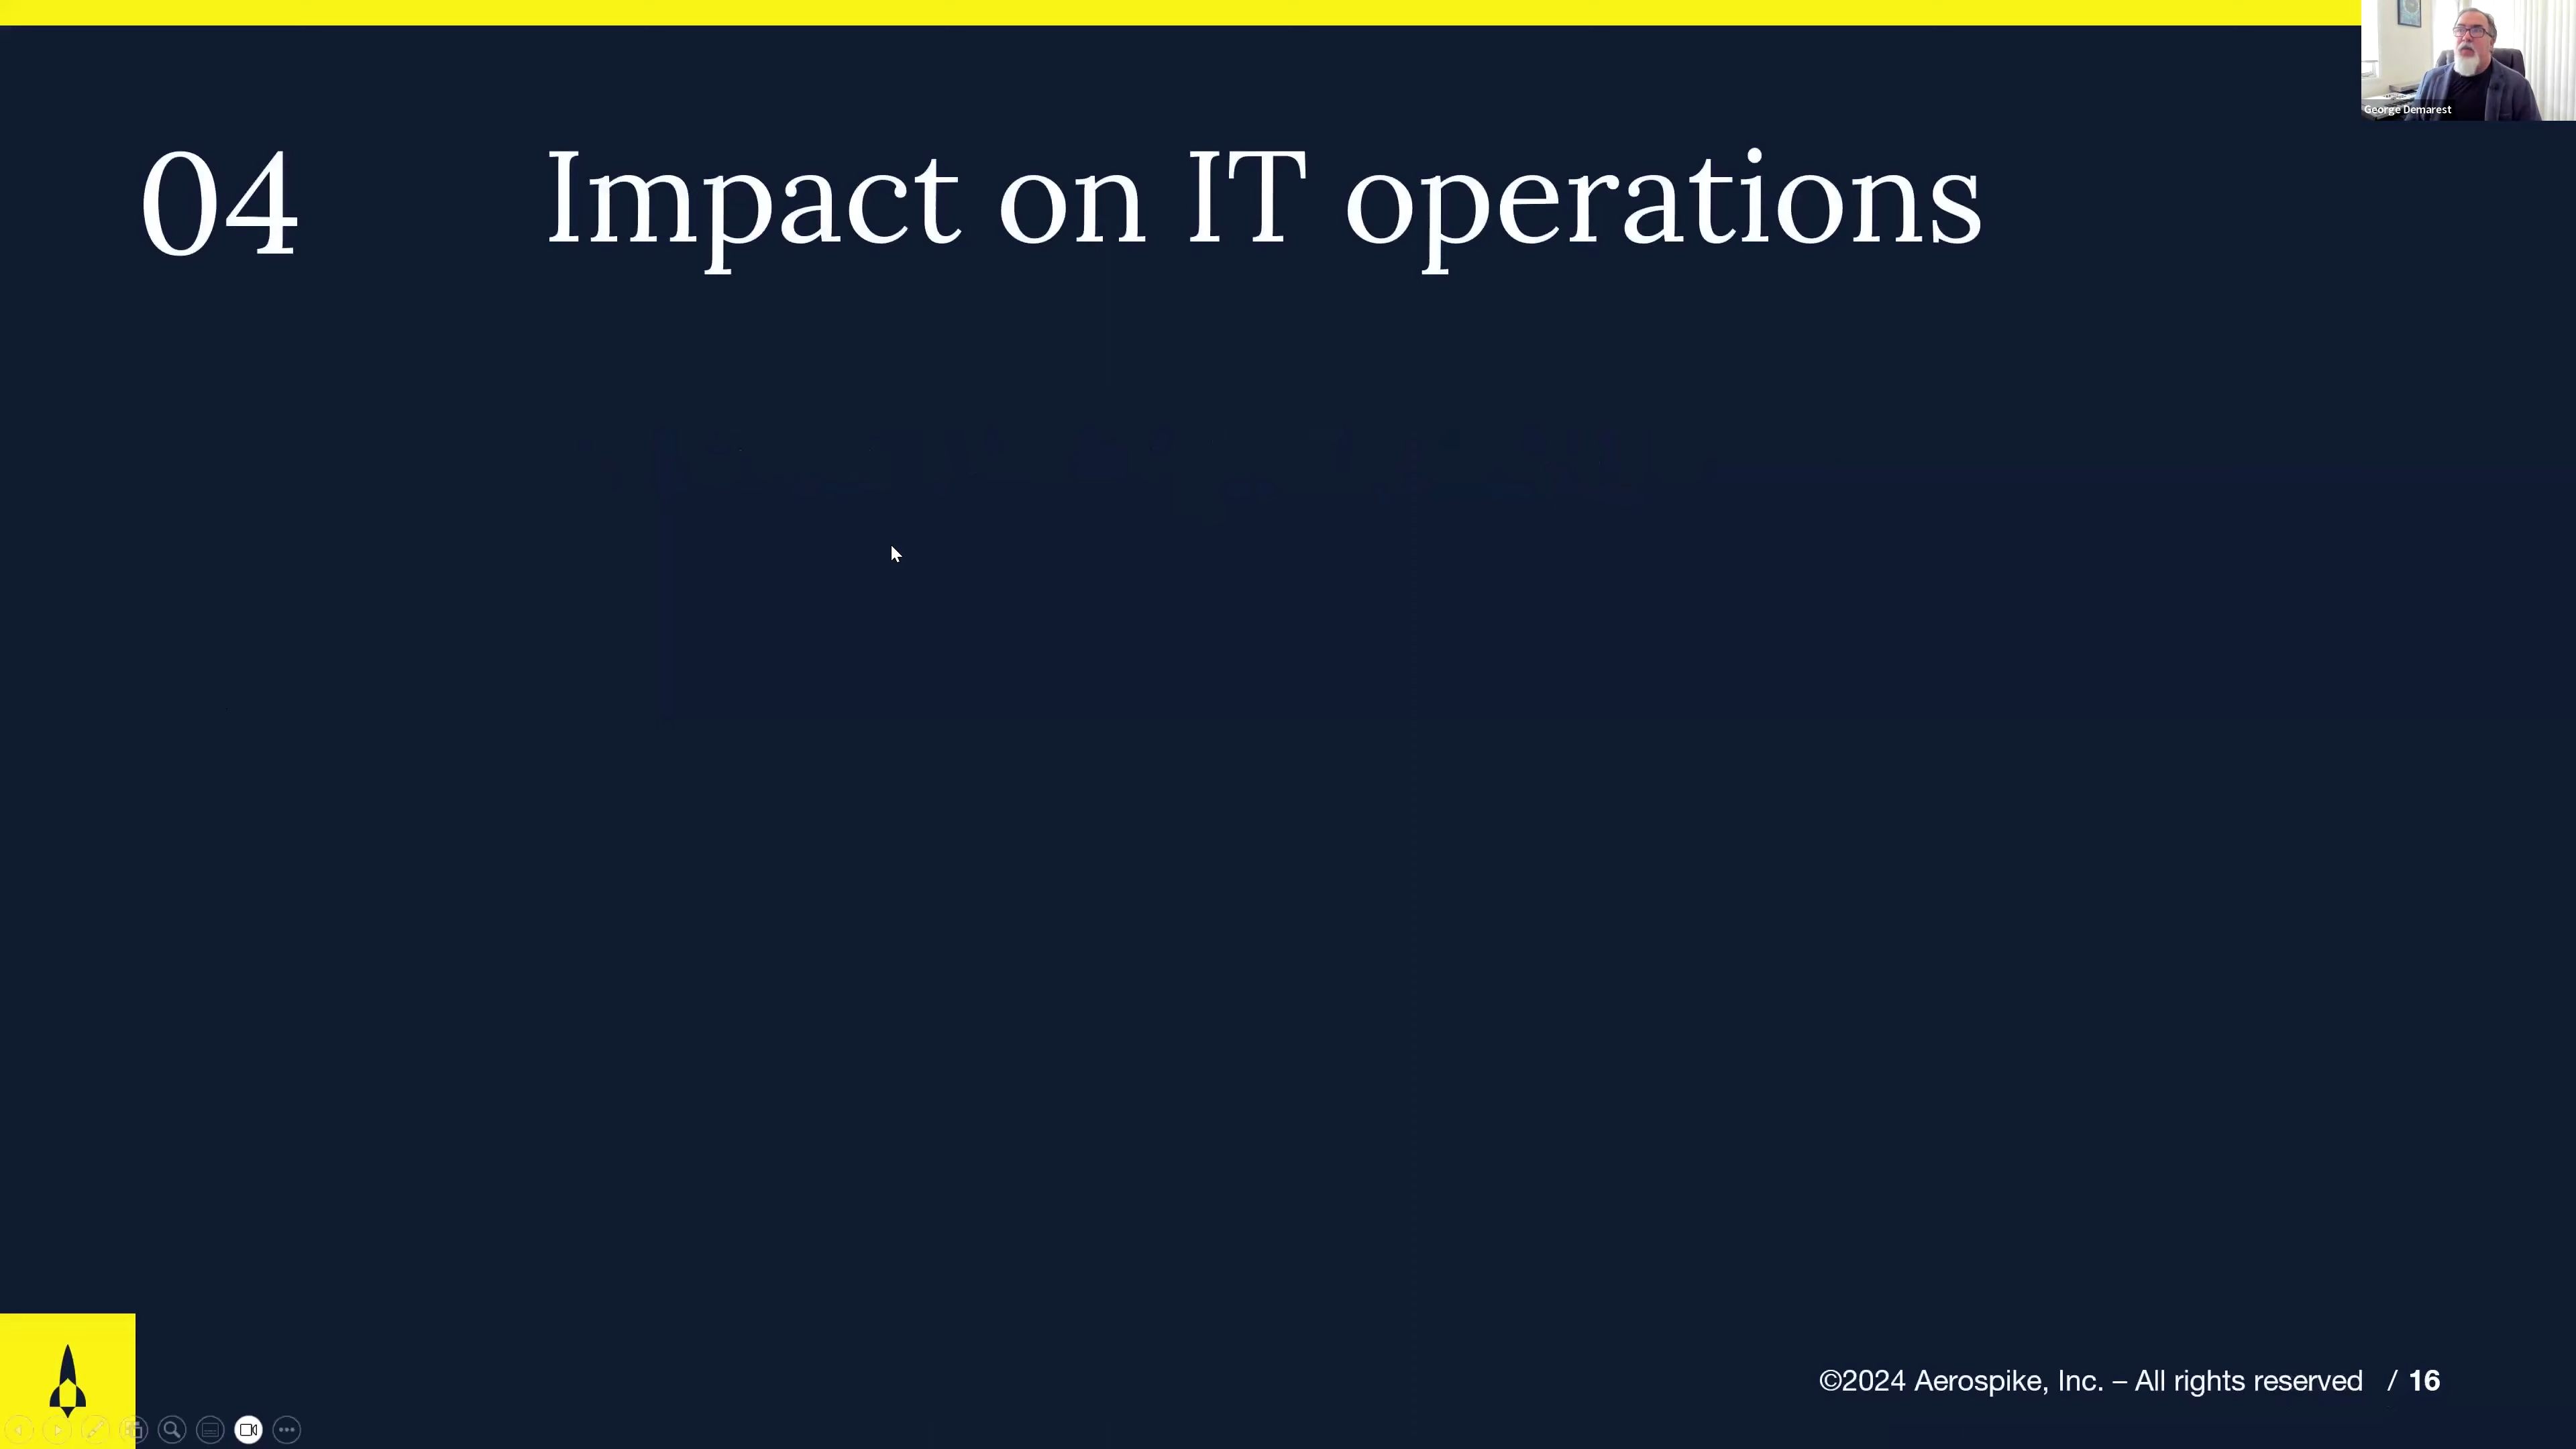 George Demarest
04 Impact on IT operations
©2024 Aerospike, Inc. – All rights reserved / 16